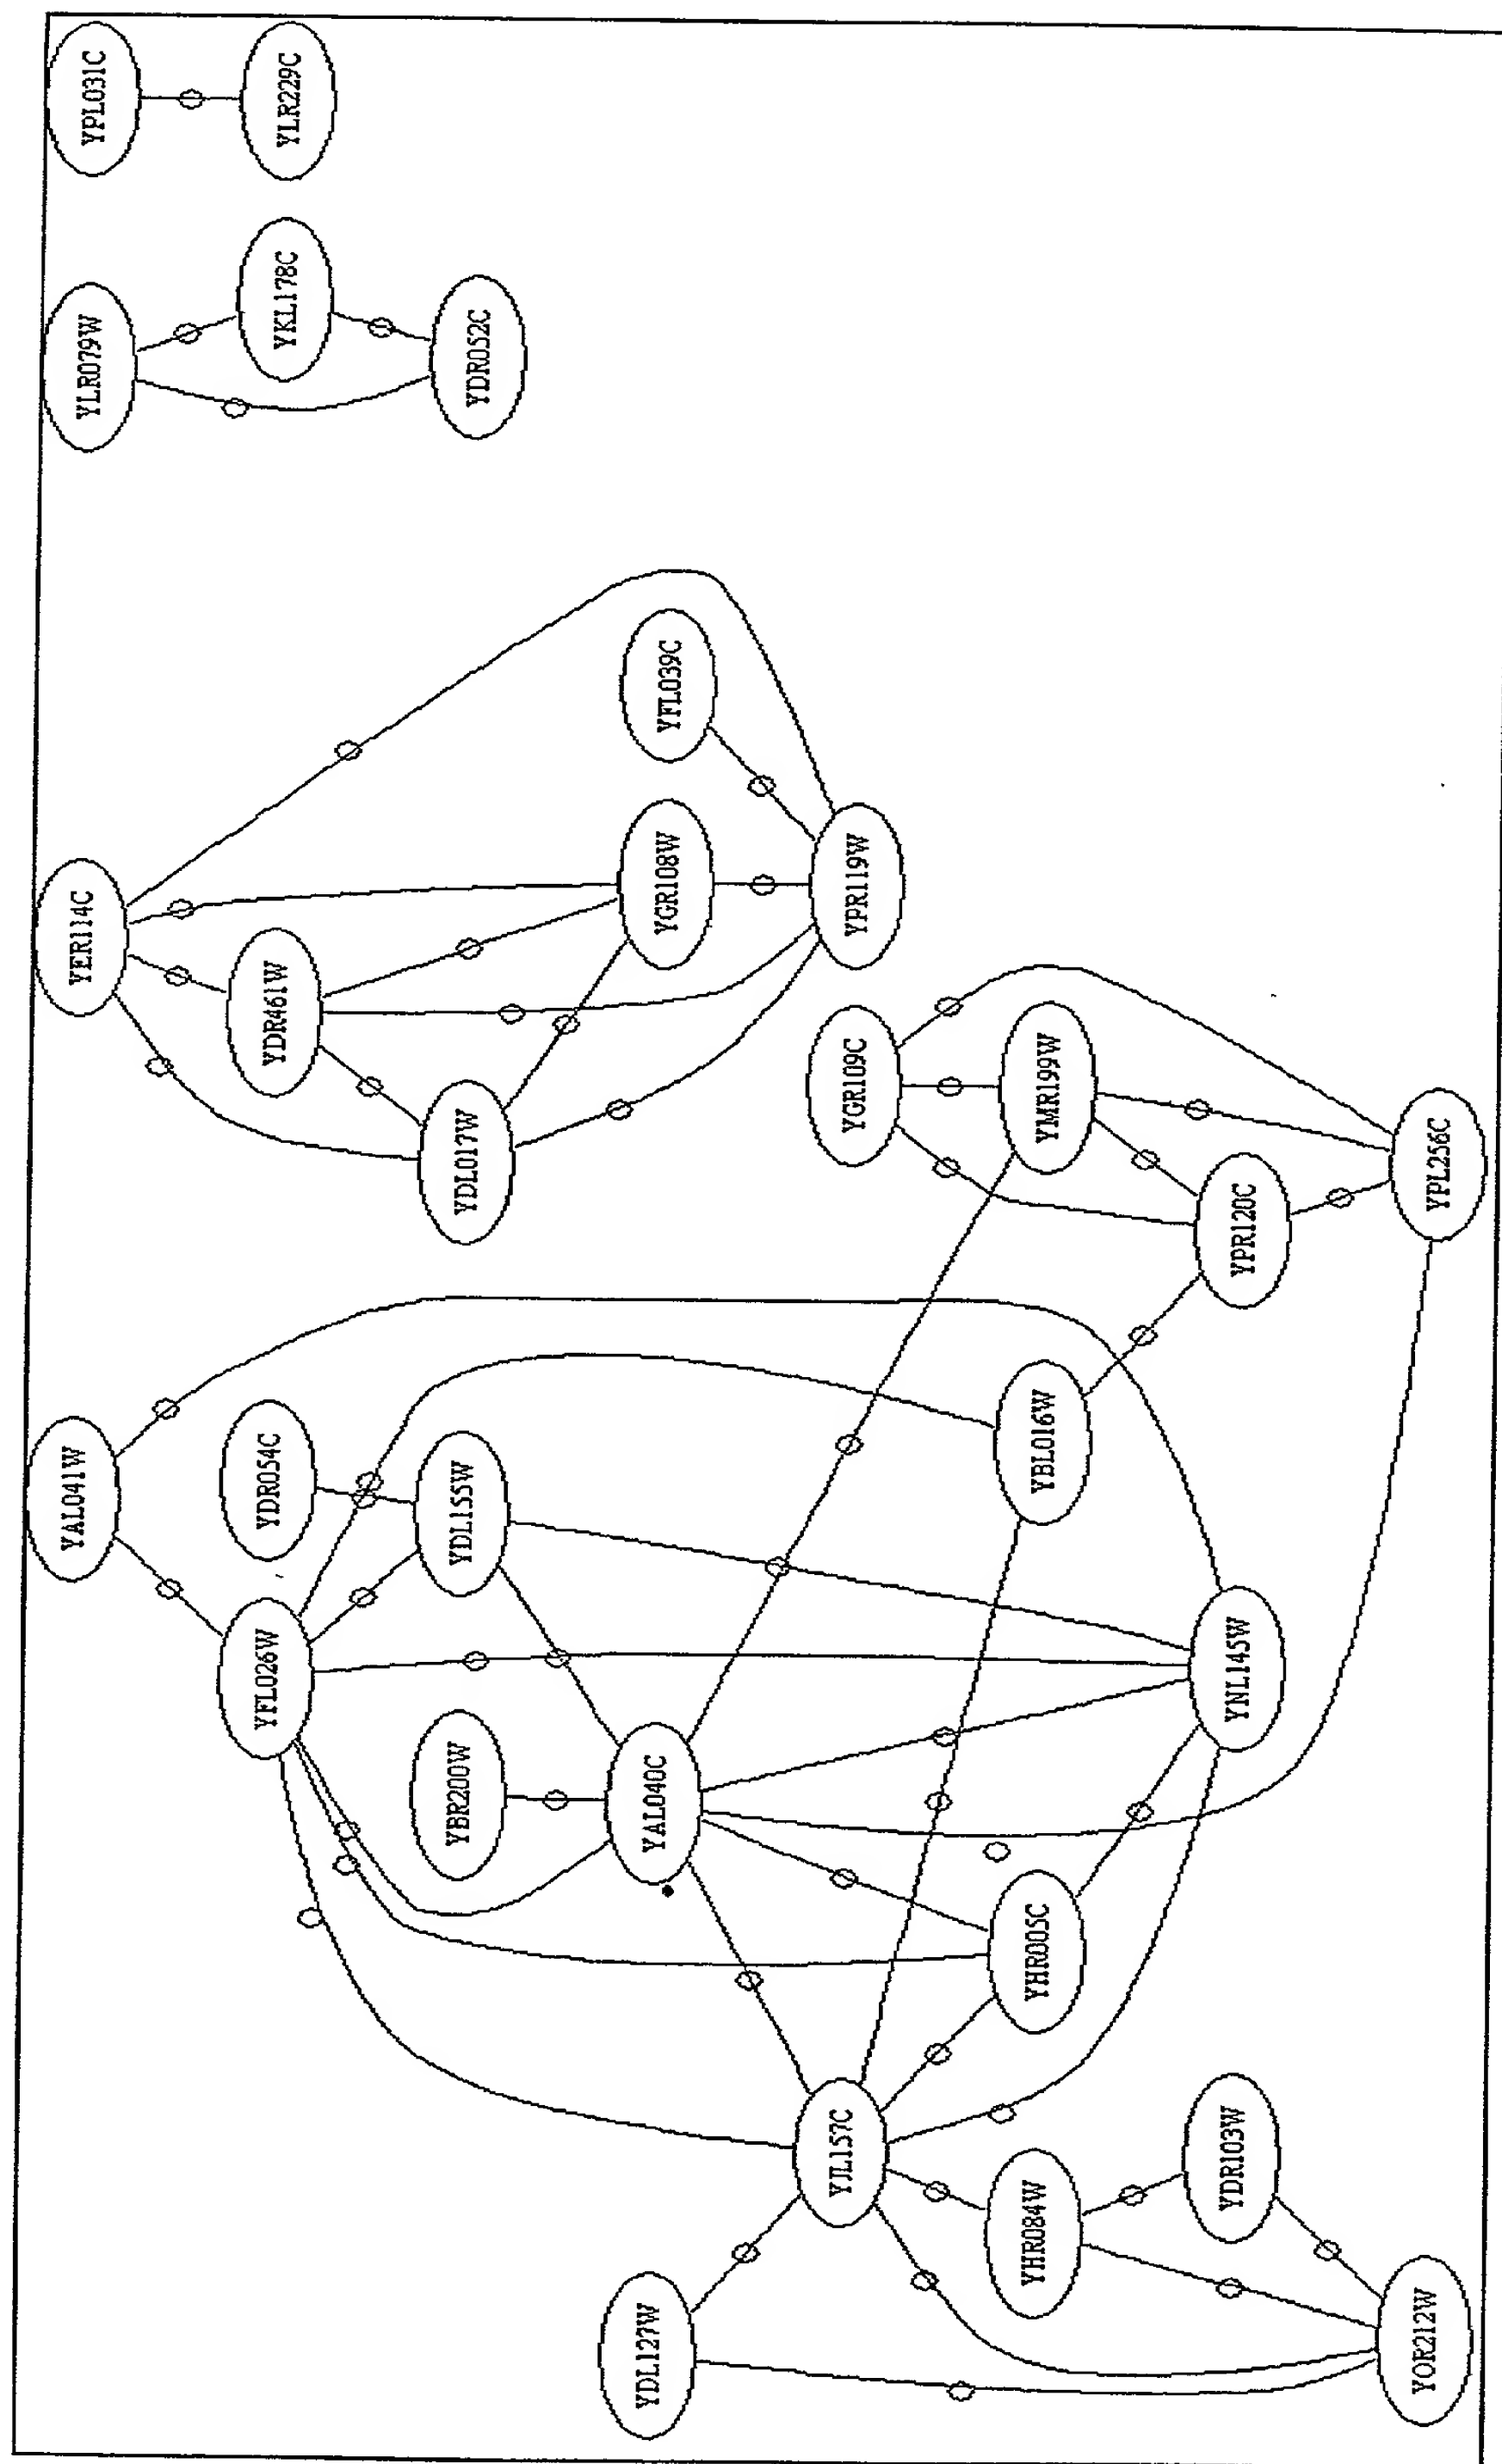 YAL041W
YER114C
YLR079W
YPL031C
YFL026W
YDR054C
YDR461W
YKL178C
YLR229C
YBR200W
YDL155W
YDL017W
YDR052C
YDL127W
YAL040C
YGR108W
YFL039C
YJL157C
YGR109C
YPR119W
YHR084W
YHR005C
YBL016W
YMR199W
YDR103W
YNL145W
YPR120C
YOR212W
YPL256C